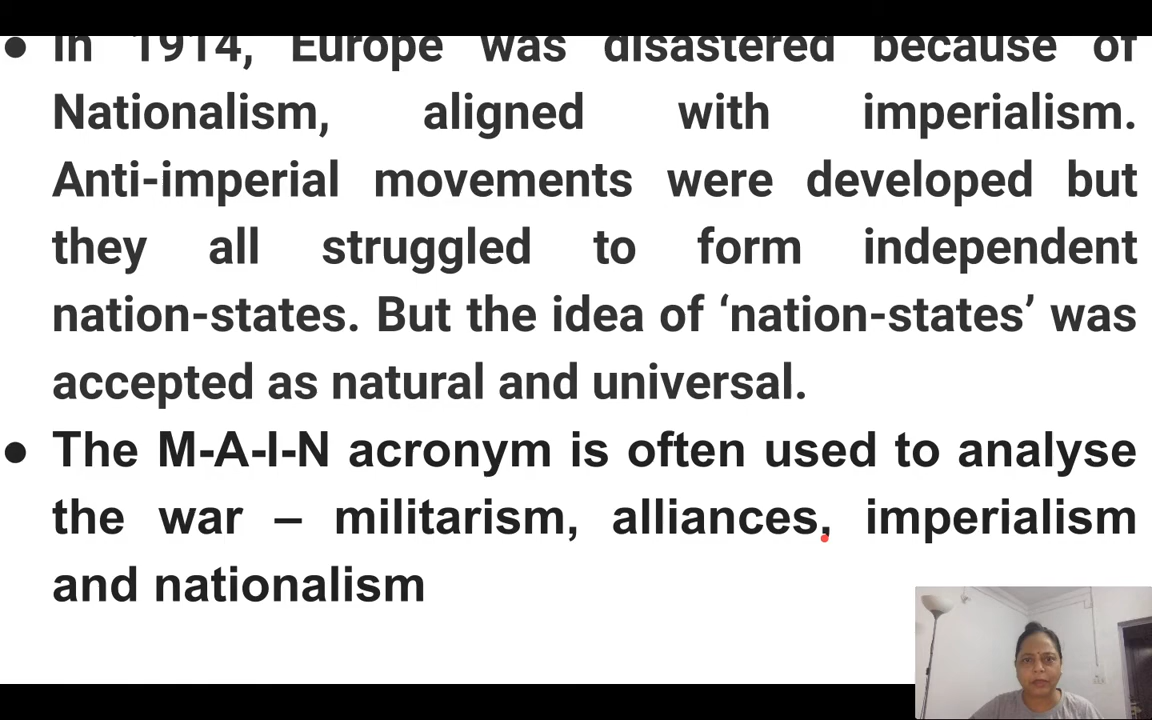 ● In 1914, Europe was disastered because of
Nationalism, aligned with imperialism.
Anti-imperial movements were developed but
they all struggled to form independent
nation-states. But the idea of ‘nation-states’ was
accepted as natural and universal.
● The M-A-I-N acronym is often used to analyse
the war – militarism, alliances, imperialism
and nationalism